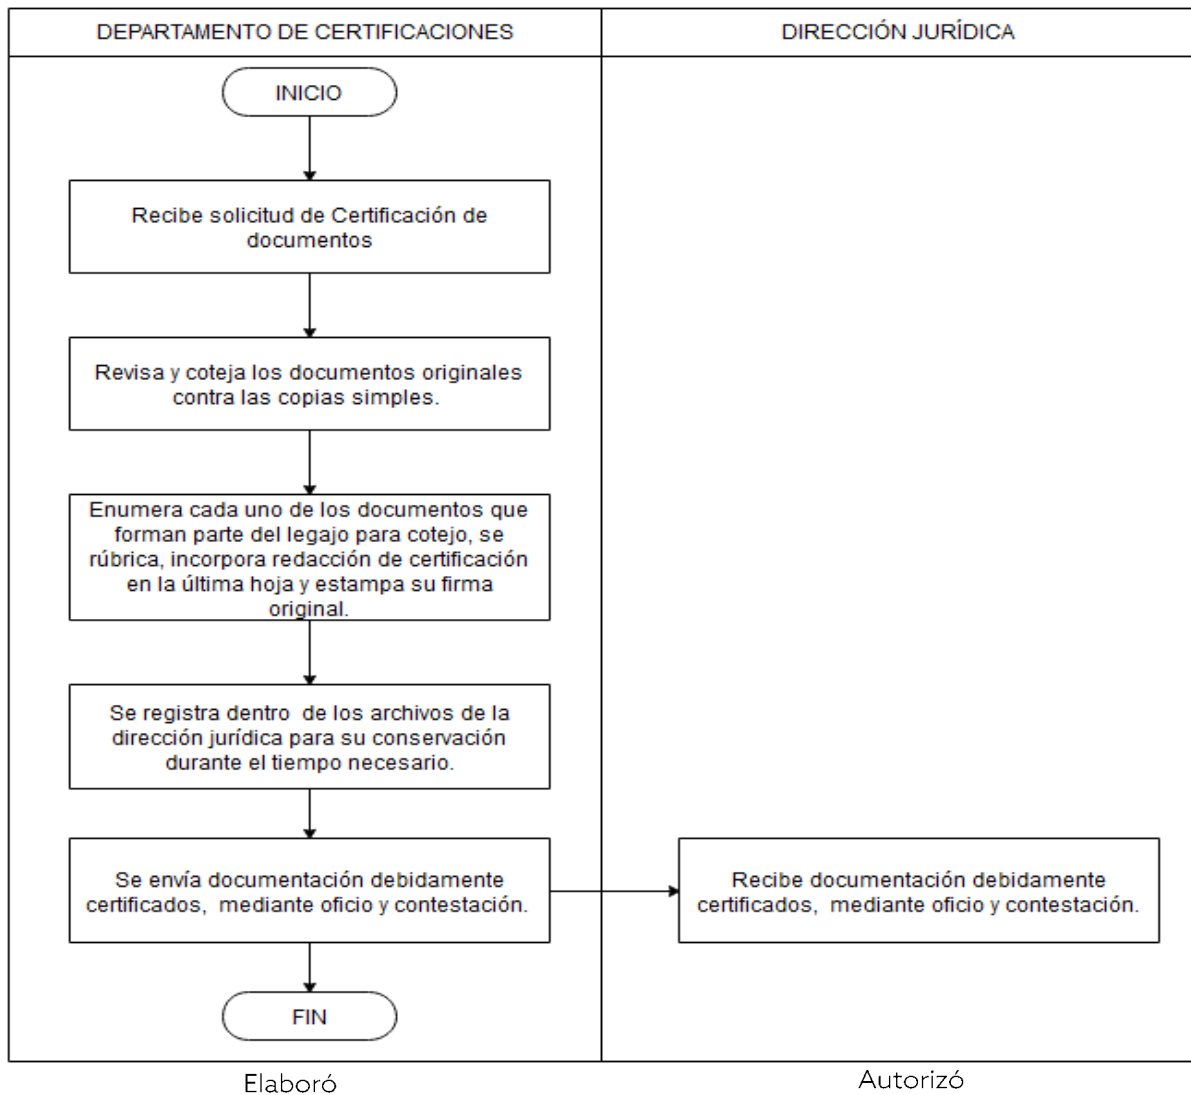 DEPARTAMENTO DE CERTIFICACIONES
DIRECCIÓN JURÍDICA
INICIO
Recibe solicitud de Certificación de
documentos
Revisa y coteja los documentos originales
contra las copias simples.
Enumera cada uno de los documentos que
forman parte del legajo para cotejo, se
rúbrica, incorpora redacción de certificación
en la última hoja y estampa su firma
original.
Se registra dentro de los archivos de la
dirección jurídica para su conservación
durante el tiempo necesario.
Se envía documentación debidamente
certificados, mediante oficio y contestación.
Recibe documentación debidamente
certificados, mediante oficio y contestación.
FIN
Elaboró
Autorizó